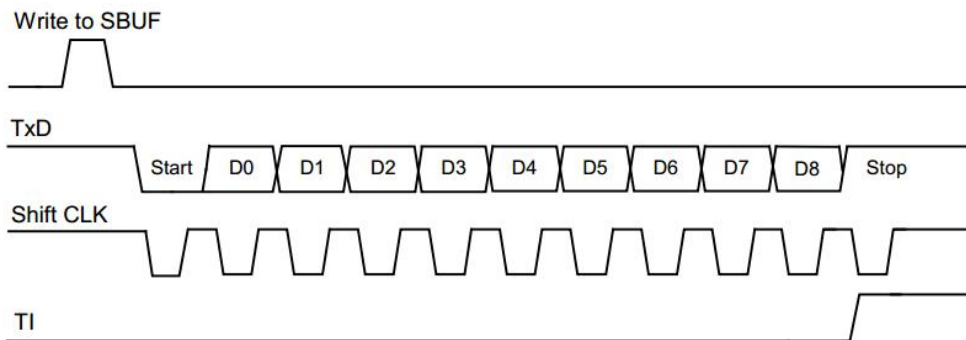 Write to SBUF
TxD
Start D0 D1 D2 D3 D4 D5 D6 D7 D8 Stop
Shift CLK
TI